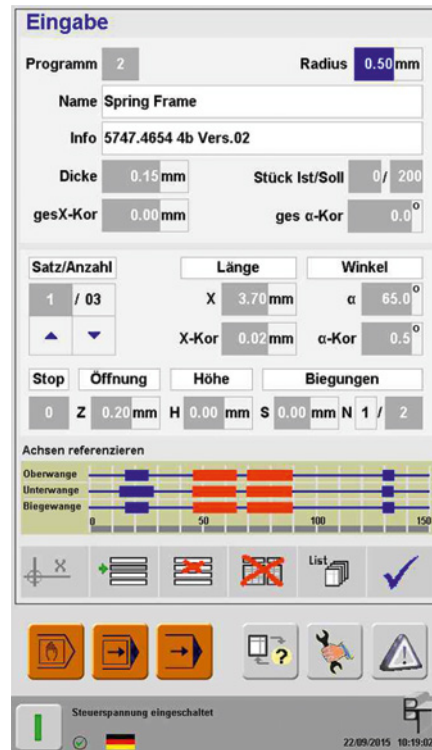 Eingabe
Programm 2 Radius 0.50 mm
Name Spring Frame
Info 5747.4654 4b Vers.02
Dicke 0.15 mm Stück Ist/Soll 0 / 200
gesX-Kor 0.00 mm ges α-Kor 0.0°
Satz/Anzahl Länge Winkel
1 / 03 X 3.70 mm α 65.0°
X-Kor 0.02 mm α-Kor 0.5°
Stop Öffnung Höhe Biegungen
0 Z 0.20 mm H 0.00 mm S 0.00 mm N 1 / 2
Achsen referenzieren
Oberwange
Unterwange
Biegewange
0 50 100 150
X List
?
Steuerspannung eingeschaltet
22/09/2015 10:19:02